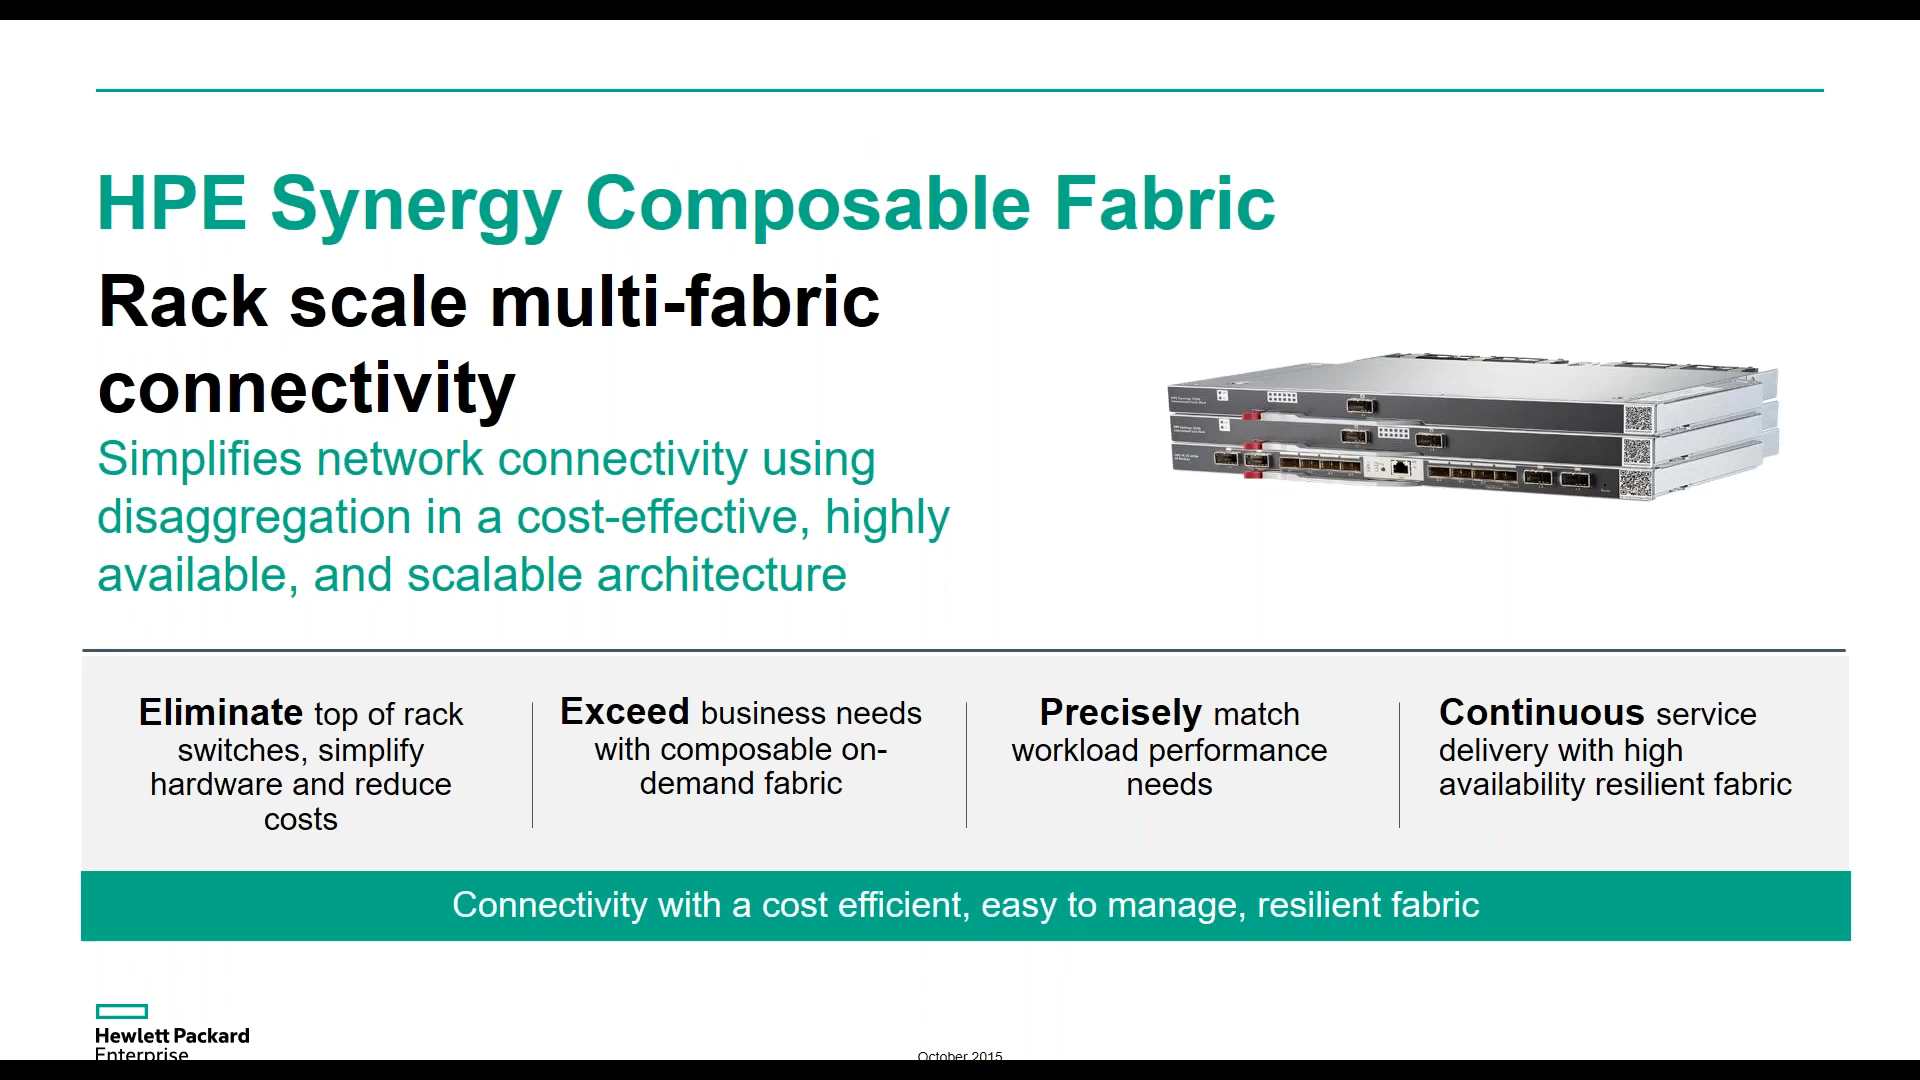 HPE Synergy Composable Fabric
Rack scale multi-fabric
connectivity
Simplifies network connectivity using
disaggregation in a cost-effective, highly
available, and scalable architecture
Eliminate top of rack
switches, simplify
hardware and reduce
costs
Exceed business needs
with composable on-
demand fabric
Precisely match
workload performance
needs
Continuous service
delivery with high
availability resilient fabric
Connectivity with a cost efficient, easy to manage, resilient fabric
Hewlett Packard
Enterprise
October 2015